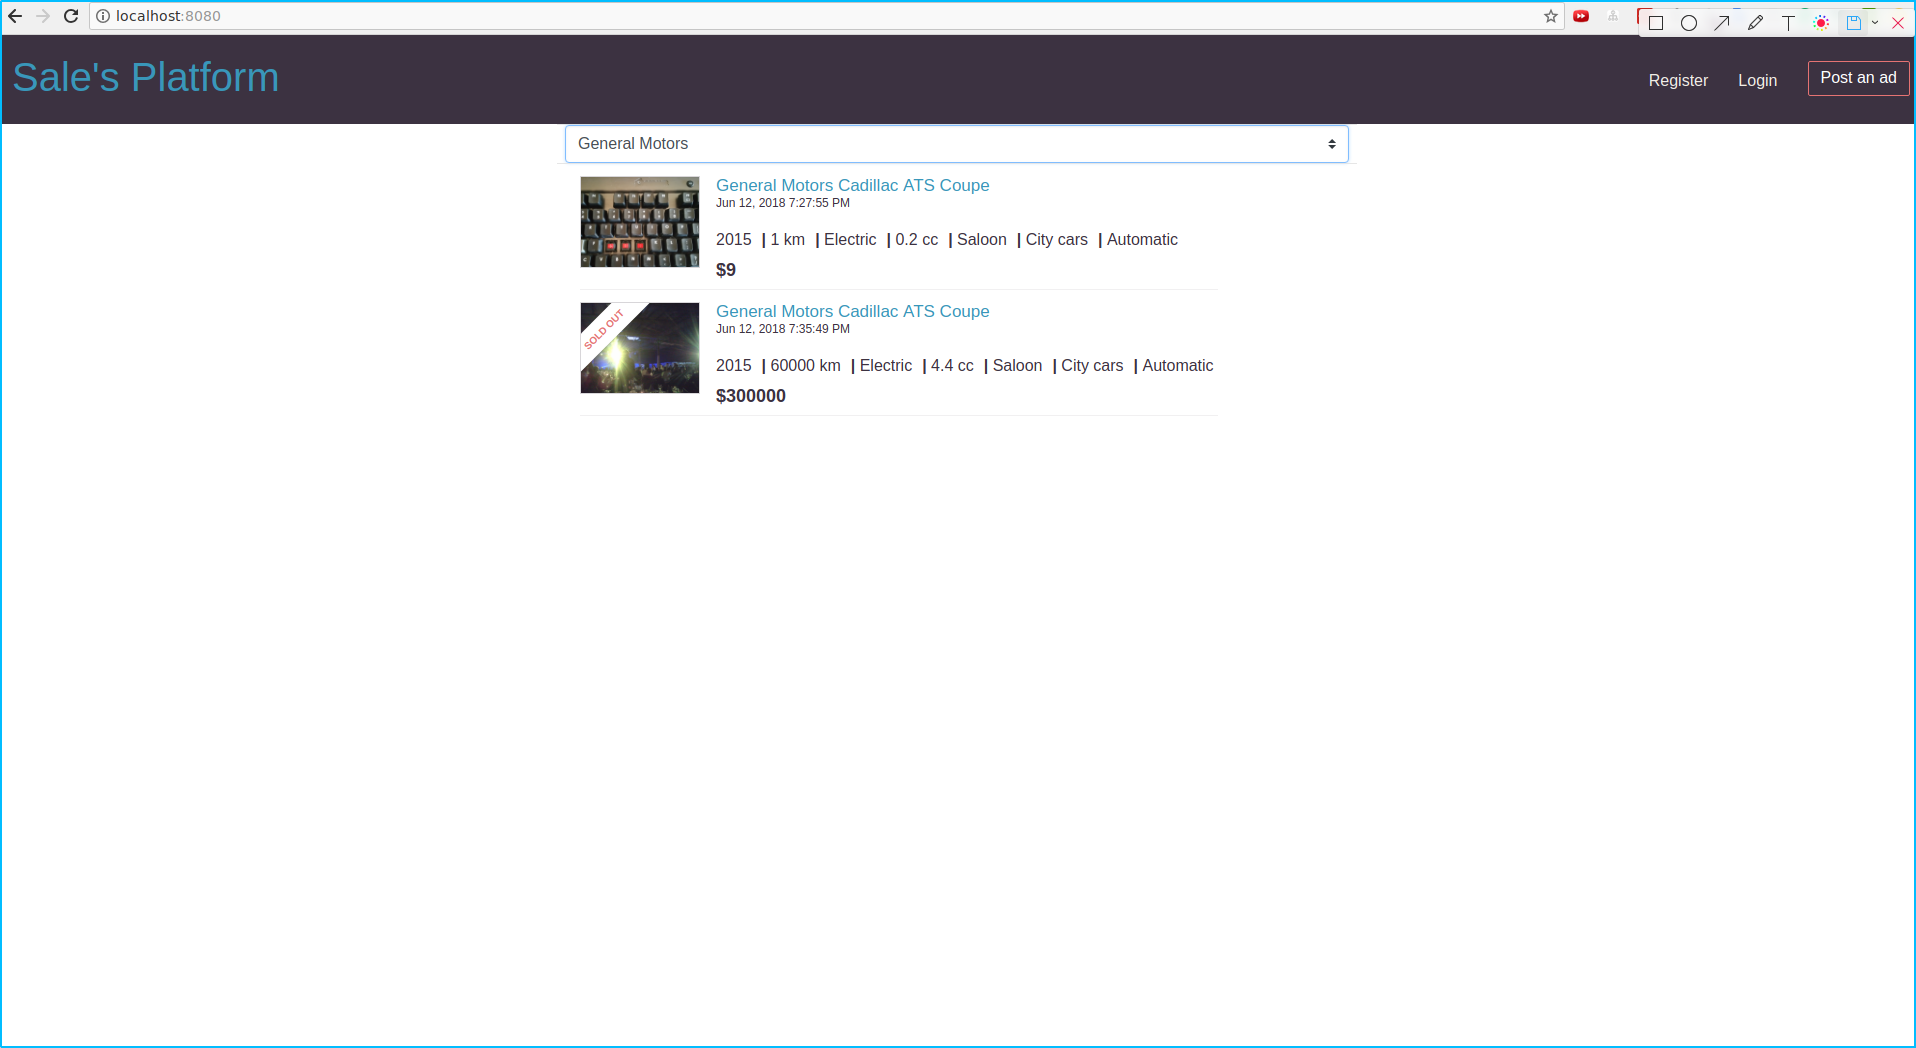 localhost:8080
Sale's Platform
Register
Login
Post an ad
General Motors
General Motors Cadillac ATS Coupe
Jun 12, 2018 7:27:55 PM
2015 | 1 km | Electric | 0.2 cc | Saloon | City cars | Automatic
$9
SOLD OUT
General Motors Cadillac ATS Coupe
Jun 12, 2018 7:35:49 PM
2015 | 60000 km | Electric | 4.4 cc | Saloon | City cars | Automatic
$300000